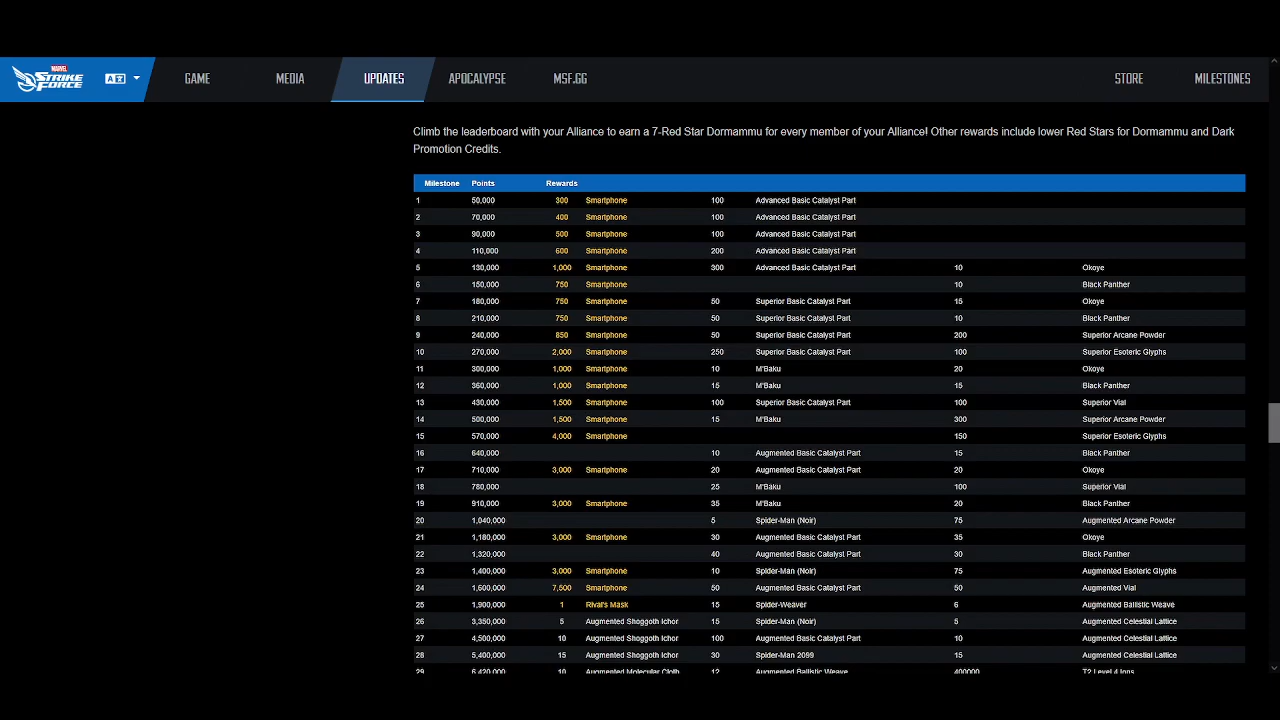 MARVEL
STRIKE
FORCE
GAME MEDIA UPDATES APOCALYPSE MSF.GG STORE MILESTONES
Climb the leaderboard with your Alliance to earn a 7-Red Star Dormammu for every member of your Alliance! Other rewards include lower Red Stars for Dormammu and Dark
Promotion Credits.
Milestone Points Rewards
1 50,000 300 Smartphone 100 Advanced Basic Catalyst Part
2 70,000 400 Smartphone 100 Advanced Basic Catalyst Part
3 90,000 500 Smartphone 100 Advanced Basic Catalyst Part
4 110,000 600 Smartphone 200 Advanced Basic Catalyst Part
5 130,000 1,000 Smartphone 300 Advanced Basic Catalyst Part 10 Okoye
6 150,000 750 Smartphone 10 Black Panther
7 180,000 750 Smartphone 50 Superior Basic Catalyst Part 15 Okoye
8 210,000 750 Smartphone 50 Superior Basic Catalyst Part 10 Black Panther
9 240,000 850 Smartphone 50 Superior Basic Catalyst Part 200 Superior Arcane Powder
10 270,000 2,000 Smartphone 250 Superior Basic Catalyst Part 100 Superior Esoteric Glyphs
11 300,000 1,000 Smartphone 10 M'Baku 20 Okoye
12 360,000 1,000 Smartphone 15 M'Baku 15 Black Panther
13 430,000 1,500 Smartphone 100 Superior Basic Catalyst Part 100 Superior Vial
14 500,000 1,500 Smartphone 15 M'Baku 300 Superior Arcane Powder
15 570,000 4,000 Smartphone 150 Superior Esoteric Glyphs
16 640,000 10 Augmented Basic Catalyst Part 15 Black Panther
17 710,000 3,000 Smartphone 20 Augmented Basic Catalyst Part 20 Okoye
18 780,000 25 M'Baku 100 Superior Vial
19 910,000 3,000 Smartphone 35 M'Baku 20 Black Panther
20 1,040,000 5 Spider-Man (Noir) 75 Augmented Arcane Powder
21 1,180,000 3,000 Smartphone 30 Augmented Basic Catalyst Part 35 Okoye
22 1,320,000 40 Augmented Basic Catalyst Part 30 Black Panther
23 1,400,000 3,000 Smartphone 10 Spider-Man (Noir) 75 Augmented Esoteric Glyphs
24 1,600,000 7,500 Smartphone 50 Augmented Basic Catalyst Part 50 Augmented Vial
25 1,900,000 1 Rival's Mask 15 Spider-Weaver 6 Augmented Ballistic Weave
26 3,350,000 5 Augmented Shoggoth Ichor 15 Spider-Man (Noir) 5 Augmented Celestial Lattice
27 4,500,000 10 Augmented Shoggoth Ichor 100 Augmented Basic Catalyst Part 10 Augmented Celestial Lattice
28 5,400,000 15 Augmented Shoggoth Ichor 30 Spider-Man 2099 15 Augmented Celestial Lattice
29 6,420,000 10 Augmented Molecular Cloth 12 Augmented Ballistic Weave 400000 T2 Level 4 Ions